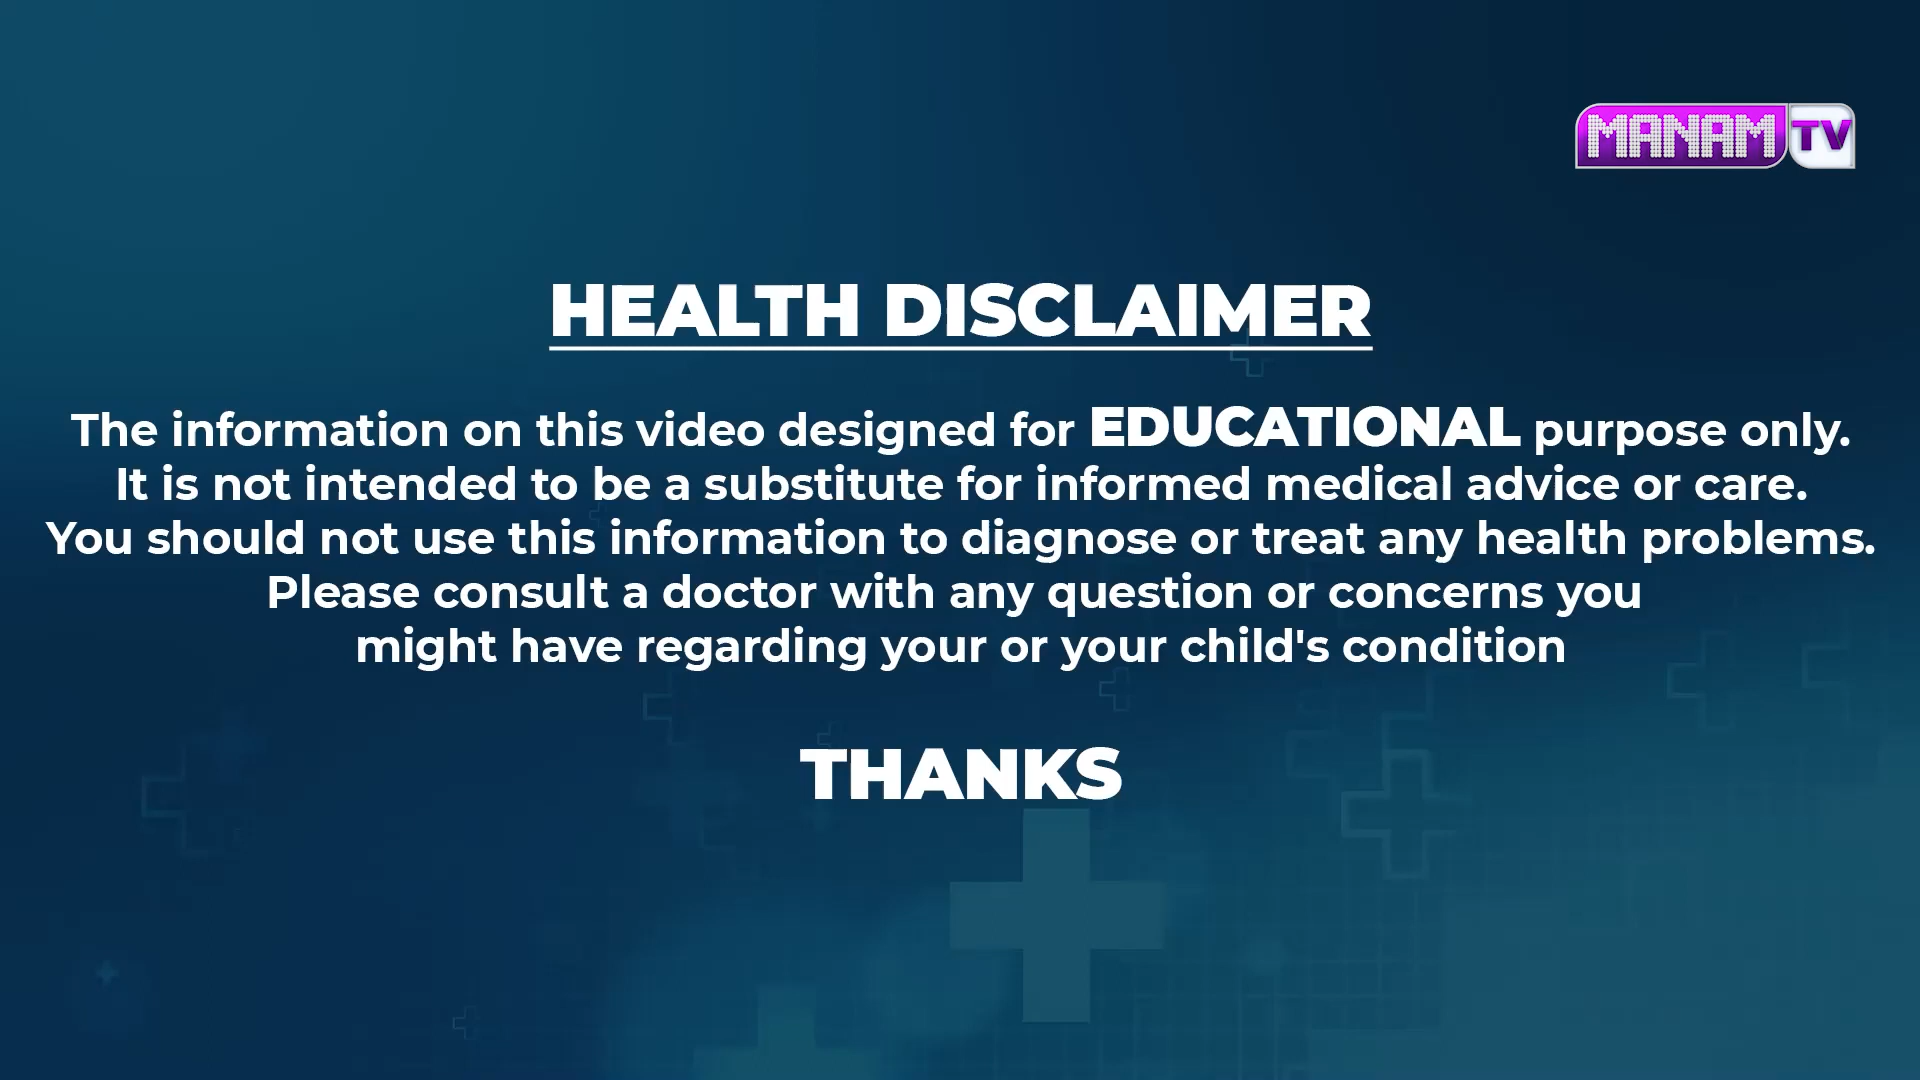 MANAM TV
HEALTH DISCLAIMER
The information on this video designed for EDUCATIONAL purpose only.
It is not intended to be a substitute for informed medical advice or care.
You should not use this information to diagnose or treat any health problems.
Please consult a doctor with any question or concerns you
might have regarding your or your child's condition
THANKS